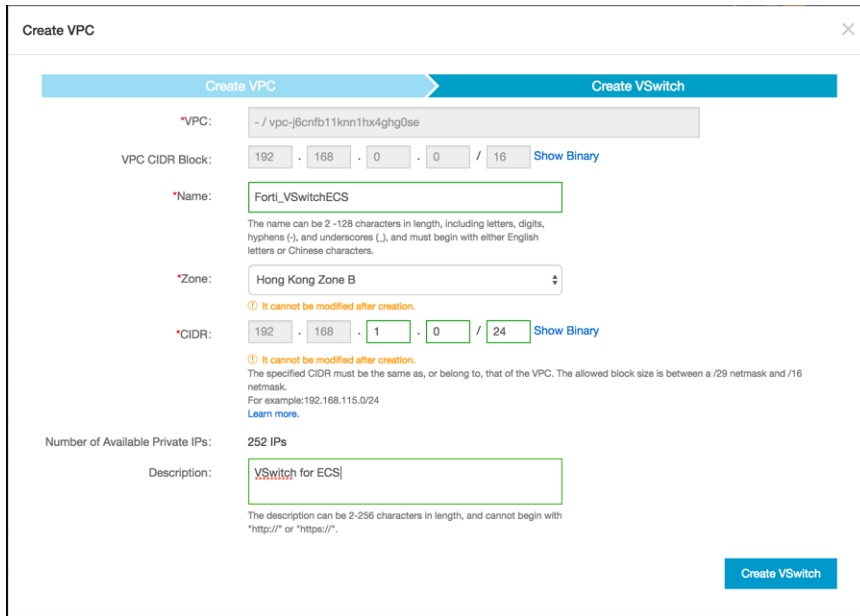 Create VPC
Create VPC Create VSwitch
*VPC: - / vpc-j6cnfb11knn1hx4ghg0se
VPC CIDR Block: 192 . 168 . 0 . 0 / 16 Show Binary
*Name: Forti_VSwitchECS
The name can be 2 -128 characters in length, including letters, digits,
hyphens (-), and underscores (_), and must begin with either English
letters or Chinese characters.
*Zone: Hong Kong Zone B
It cannot be modified after creation.
*CIDR: 192 . 168 . 1 . 0 / 24 Show Binary
It cannot be modified after creation.
The specified CIDR must be the same as, or belong to, that of the VPC. The allowed block size is between a /29 netmask and /16
netmask.
For example:192.168.115.0/24
Learn more.
Number of Available Private IPs: 252 IPs
Description: VSwitch for ECS
The description can be 2-256 characters in length, and cannot begin with
"http://" or "https://".
Create VSwitch